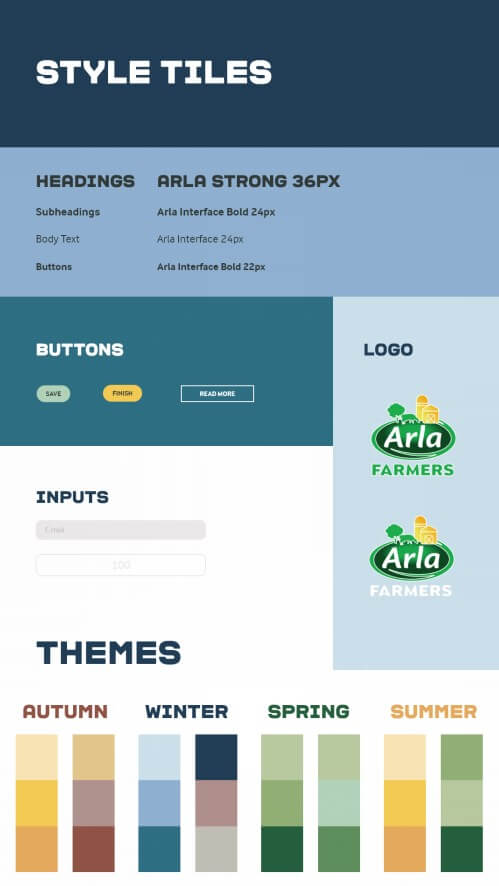 STYLE TILES
HEADINGS ARLA STRONG 36PX
Subheadings Arla Interface Bold 24px
Body Text Arla Interface 24px
Buttons Arla Interface Bold 22px
BUTTONS
SAVE FINISH READ MORE
LOGO
Arla
FARMERS
Arla
FARMERS
INPUTS
E-mail
100
THEMES
AUTUMN WINTER SPRING SUMMER